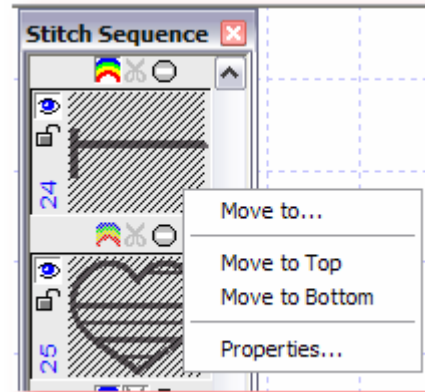 Stitch Sequence
24
Move to...
Move to Top
Move to Bottom
Properties...
25